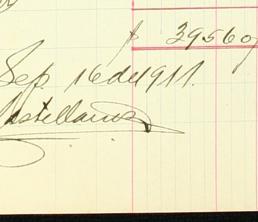 $ 39560
Sep. 16 de 1911.
Castellanos